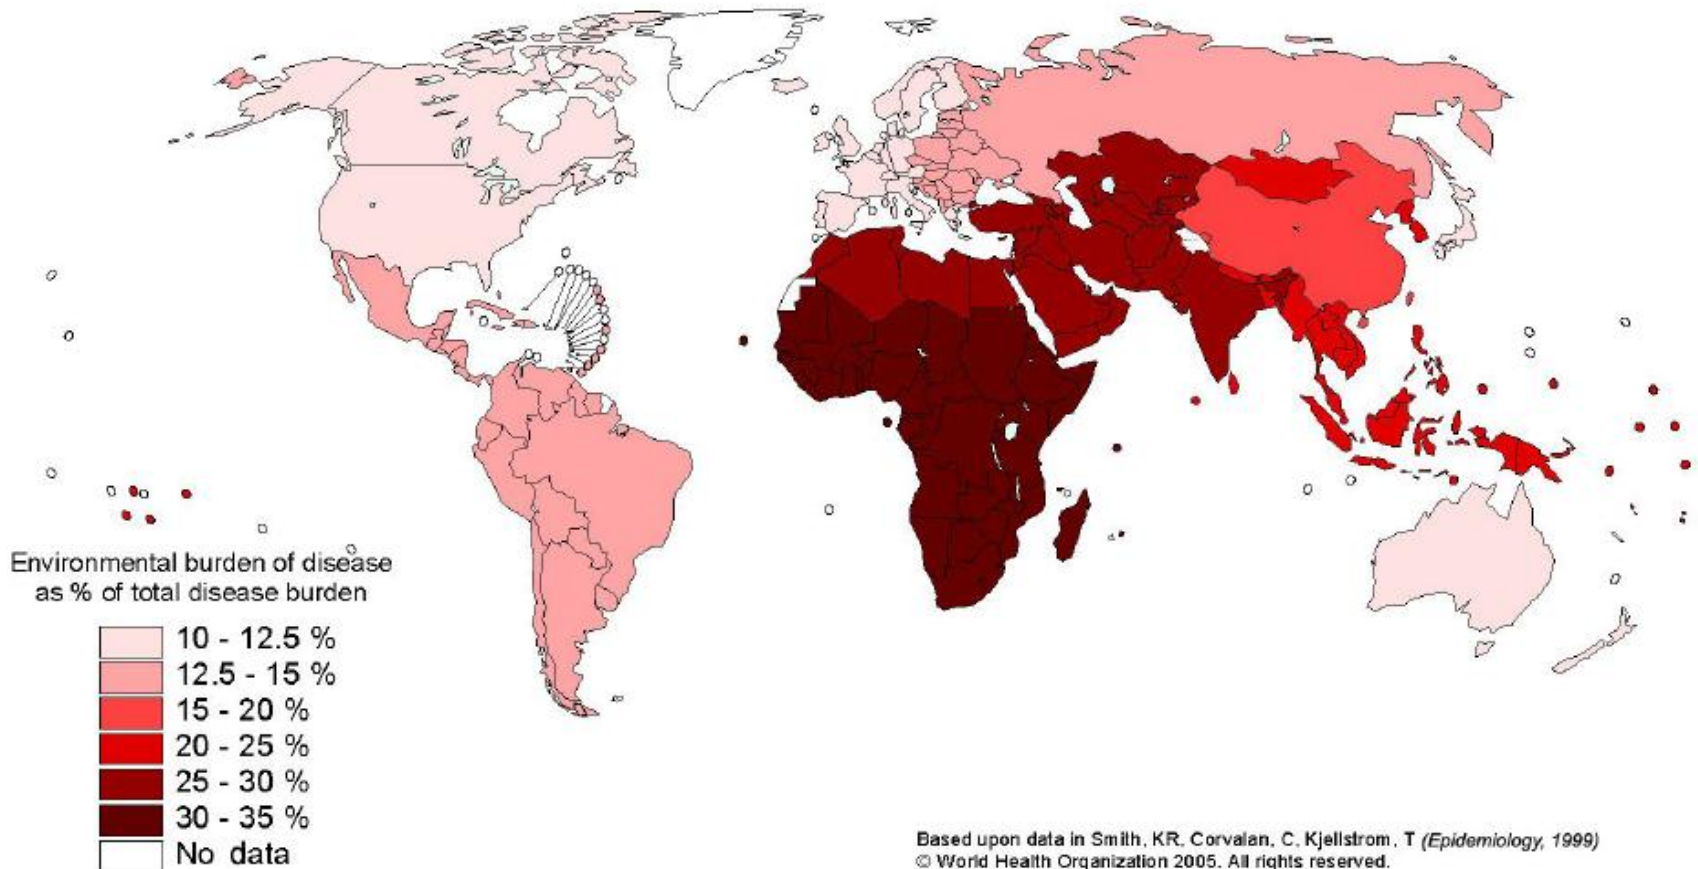 Environmental burden of disease
as % of total disease burden
10 - 12.5 %
12.5 - 15 %
15 - 20 %
20 - 25 %
25 - 30 %
30 - 35 %
No data
Based upon data in Smith, KR, Corvalan, C, Kjellstrom, T (Epidemiology, 1999)
© World Health Organization 2005. All rights reserved.